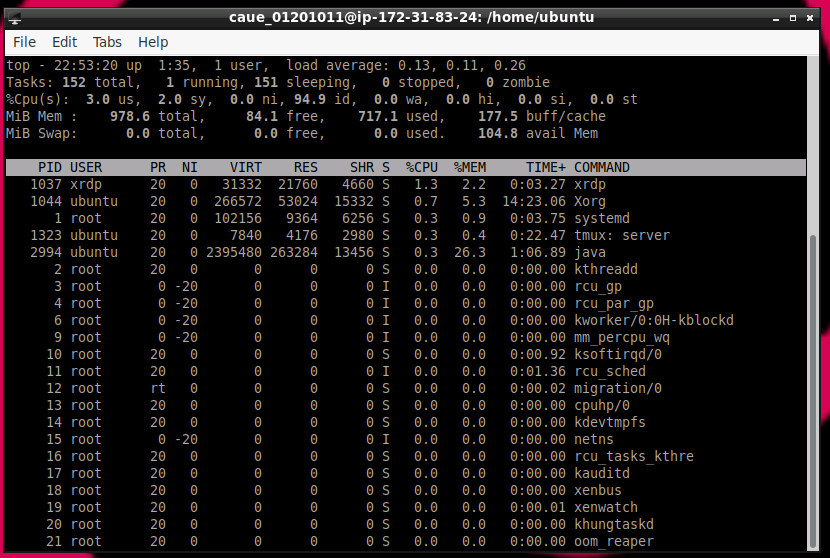 caue_01201011@ip-172-31-83-24: /home/ubuntu
File Edit Tabs Help
top - 22:53:20 up  1:35,  1 user,  load average: 0.13, 0.11, 0.26
Tasks: 152 total,   1 running, 151 sleeping,   0 stopped,   0 zombie
%Cpu(s):  3.0 us,  2.0 sy,  0.0 ni, 94.9 id,  0.0 wa,  0.0 hi,  0.0 si,  0.0 st
MiB Mem :    978.6 total,     84.1 free,    717.1 used,    177.5 buff/cache
MiB Swap:      0.0 total,      0.0 free,      0.0 used.    104.8 avail Mem
PID USER      PR  NI    VIRT    RES    SHR S  %CPU  %MEM     TIME+ COMMAND
1037 xrdp      20   0   31332  21760   4660 S   1.3   2.2   0:03.27 xrdp
1044 ubuntu    20   0  266572  53024  15332 S   0.7   5.3  14:23.06 Xorg
1 root      20   0  102156   9364   6256 S   0.3   0.9   0:03.75 systemd
1323 ubuntu    20   0    7840   4176   2980 S   0.3   0.4   0:22.47 tmux: server
2994 ubuntu    20   0 2395480 263284  13456 S   0.3  26.3   1:06.89 java
2 root      20   0       0      0      0 S   0.0   0.0   0:00.00 kthreadd
3 root       0 -20       0      0      0 I   0.0   0.0   0:00.00 rcu_gp
4 root       0 -20       0      0      0 I   0.0   0.0   0:00.00 rcu_par_gp
6 root       0 -20       0      0      0 I   0.0   0.0   0:00.00 kworker/0:0H-kblockd
9 root       0 -20       0      0      0 I   0.0   0.0   0:00.00 mm_percpu_wq
10 root      20   0       0      0      0 S   0.0   0.0   0:00.92 ksoftirqd/0
11 root      20   0       0      0      0 I   0.0   0.0   0:01.36 rcu_sched
12 root      rt   0       0      0      0 S   0.0   0.0   0:00.02 migration/0
13 root      20   0       0      0      0 S   0.0   0.0   0:00.00 cpuhp/0
14 root      20   0       0      0      0 S   0.0   0.0   0:00.00 kdevtmpfs
15 root       0 -20       0      0      0 I   0.0   0.0   0:00.00 netns
16 root      20   0       0      0      0 S   0.0   0.0   0:00.00 rcu_tasks_kthre
17 root      20   0       0      0      0 S   0.0   0.0   0:00.00 kauditd
18 root      20   0       0      0      0 S   0.0   0.0   0:00.00 xenbus
19 root      20   0       0      0      0 S   0.0   0.0   0:00.01 xenwatch
20 root      20   0       0      0      0 S   0.0   0.0   0:00.00 khungtaskd
21 root      20   0       0      0      0 S   0.0   0.0   0:00.00 oom_reaper